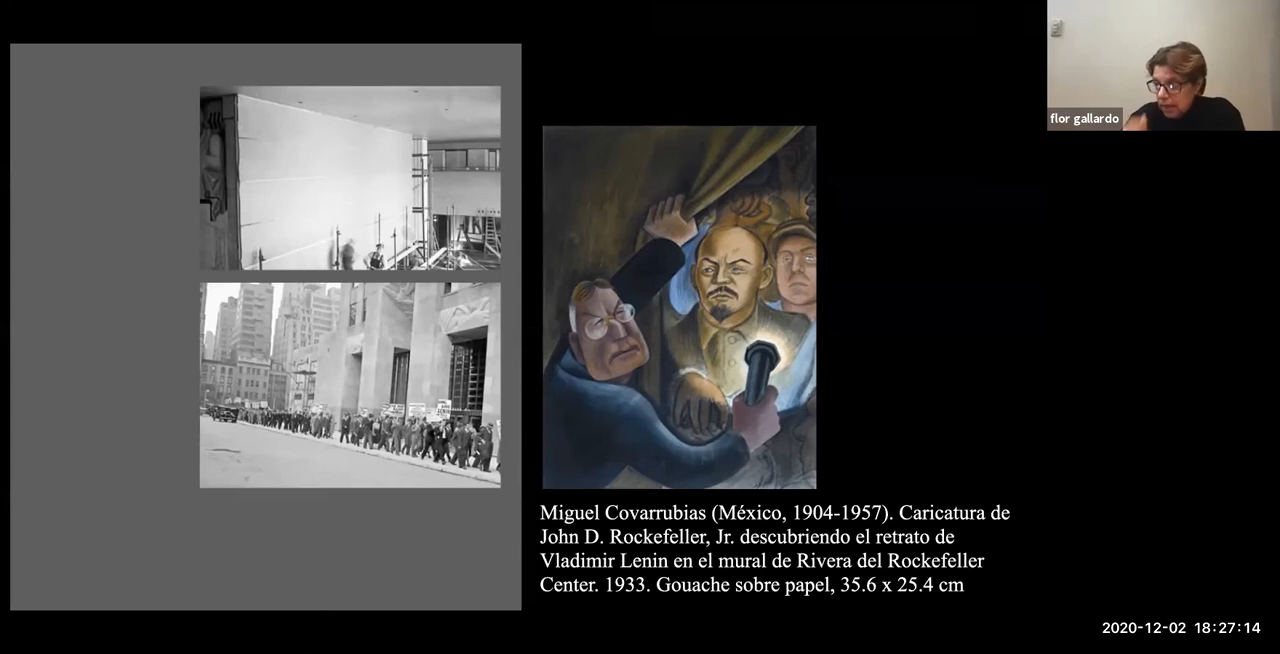 flor gallardo
Miguel Covarrubias (México, 1904-1957). Caricatura de
John D. Rockefeller, Jr. descubriendo el retrato de
Vladimir Lenin en el mural de Rivera del Rockefeller
Center. 1933. Gouache sobre papel, 35.6 x 25.4 cm
2020-12-02 18:27:14